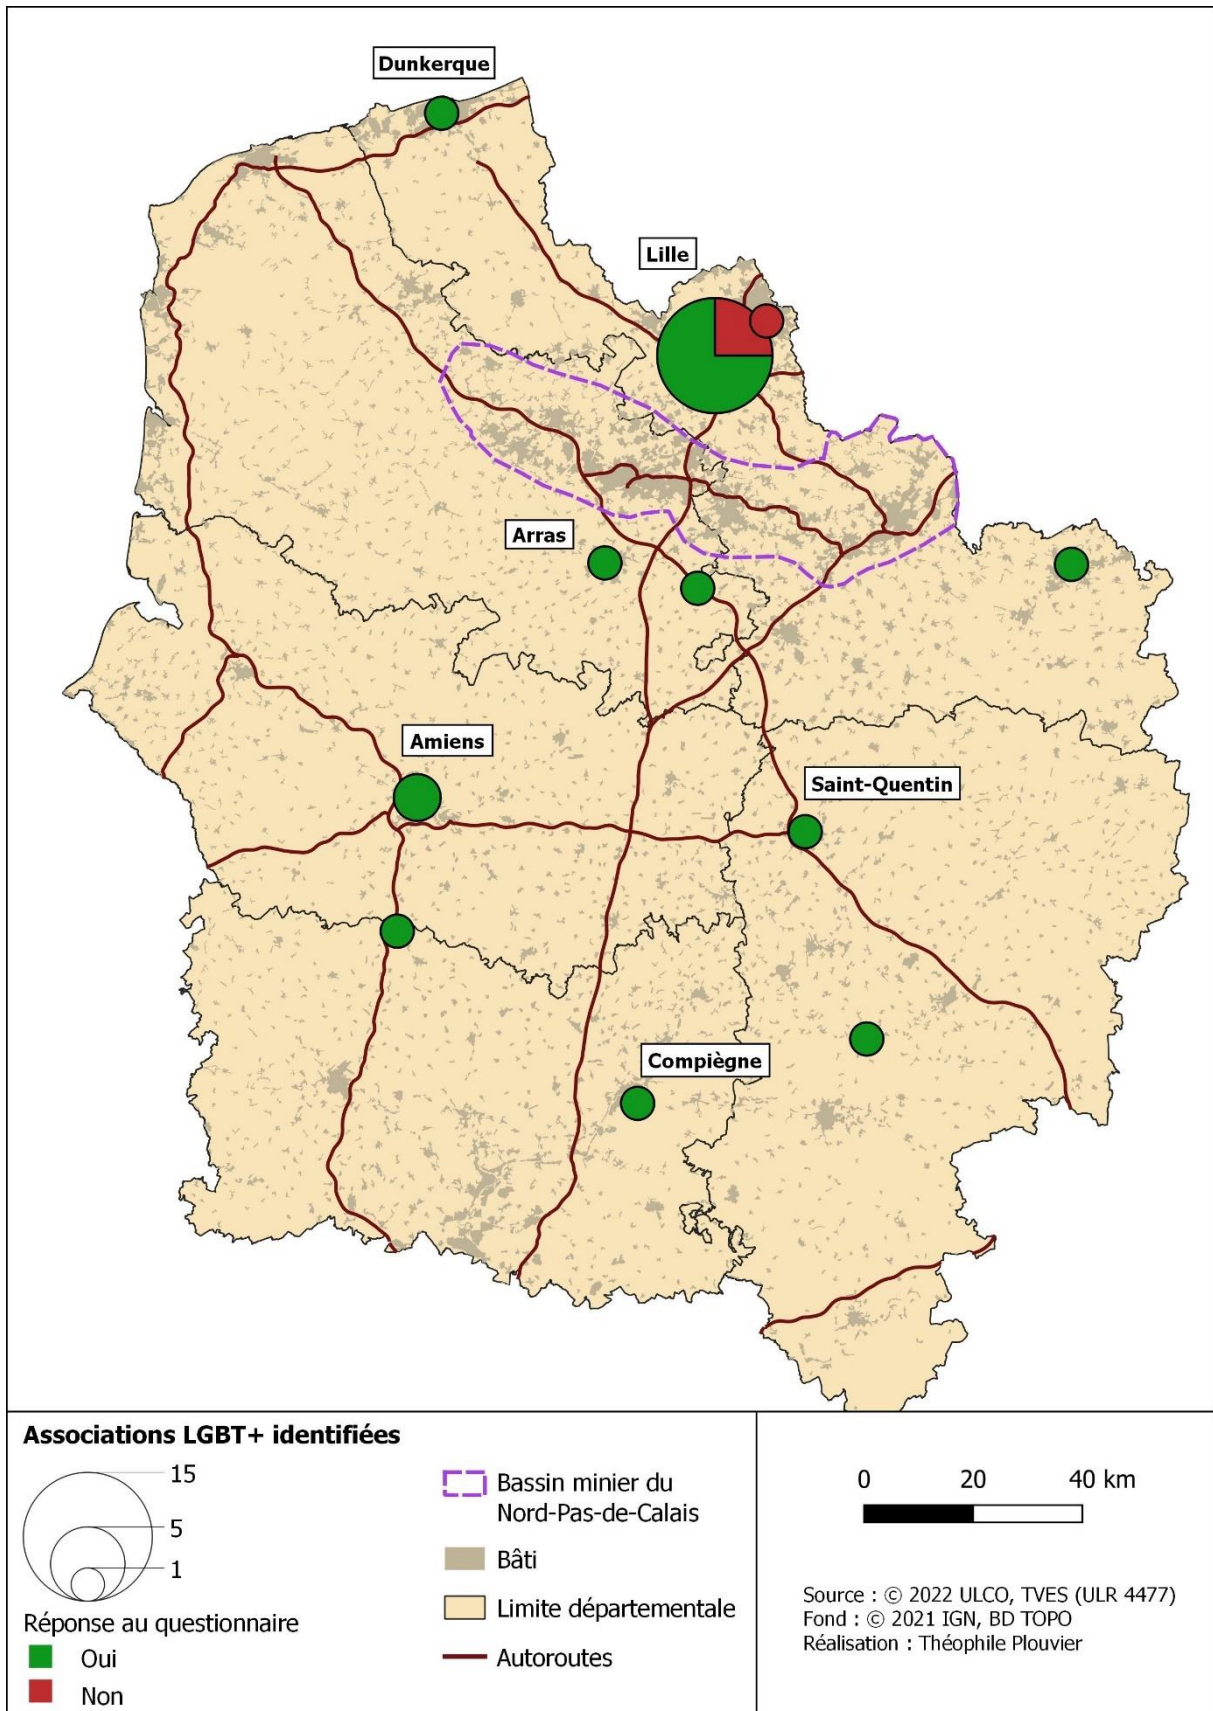 Dunkerque
Lille
Arras
Amiens
Saint-Quentin
Compiègne
Associations LGBT+ identifiées
15
5
1
Réponse au questionnaire
Oui
Non
Bassin minier du
Nord-Pas-de-Calais
Bâti
Limite départementale
Autoroutes
0 20 40 km
Source : © 2022 ULCO, TVES (ULR 4477)
Fond : © 2021 IGN, BD TOPO
Réalisation : Théophile Plouvier